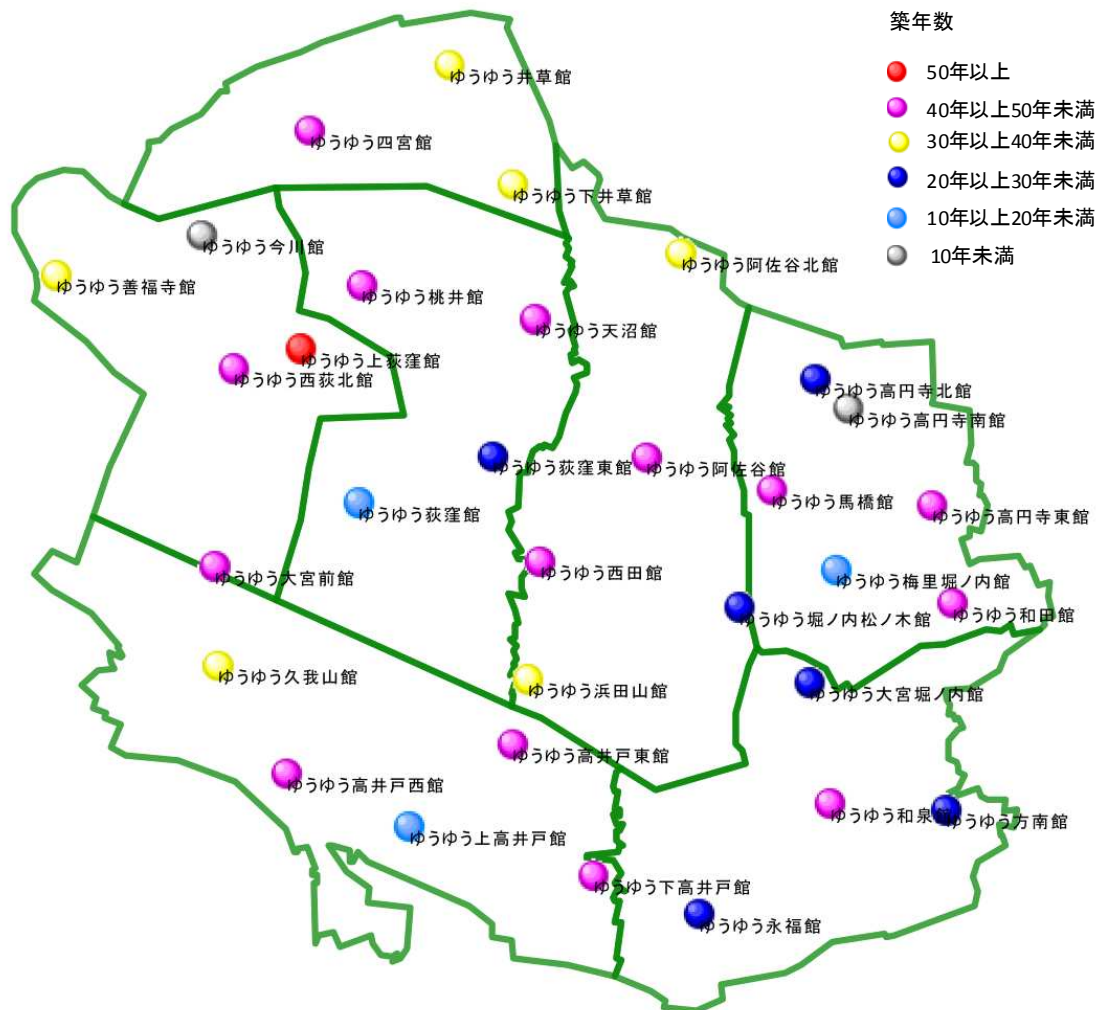 築年数
50年以上
40年以上50年未満
30年以上40年未満
20年以上30年未満
10年以上20年未満
10年未満
ゆうゆう井草館
ゆうゆう四宮館
ゆうゆう下井草館
ゆうゆう今川館
ゆうゆう阿佐谷北館
ゆうゆう善福寺館
ゆうゆう桃井館
ゆうゆう天沼館
ゆうゆう上荻窪館
ゆうゆう西荻北館
ゆうゆう高円寺北館
ゆうゆう高円寺南館
ゆうゆう荻窪東館
ゆうゆう阿佐谷館
ゆうゆう馬橋館
ゆうゆう荻窪館
ゆうゆう高円寺東館
ゆうゆう大宮前館
ゆうゆう西田館
ゆうゆう梅里堀ノ内館
ゆうゆう堀ノ内松ノ木館
ゆうゆう和田館
ゆうゆう久我山館
ゆうゆう浜田山館
ゆうゆう大宮堀ノ内館
ゆうゆう高井戸東館
ゆうゆう高井戸西館
ゆうゆう和泉館
ゆうゆう方南館
ゆうゆう上高井戸館
ゆうゆう下高井戸館
ゆうゆう永福館